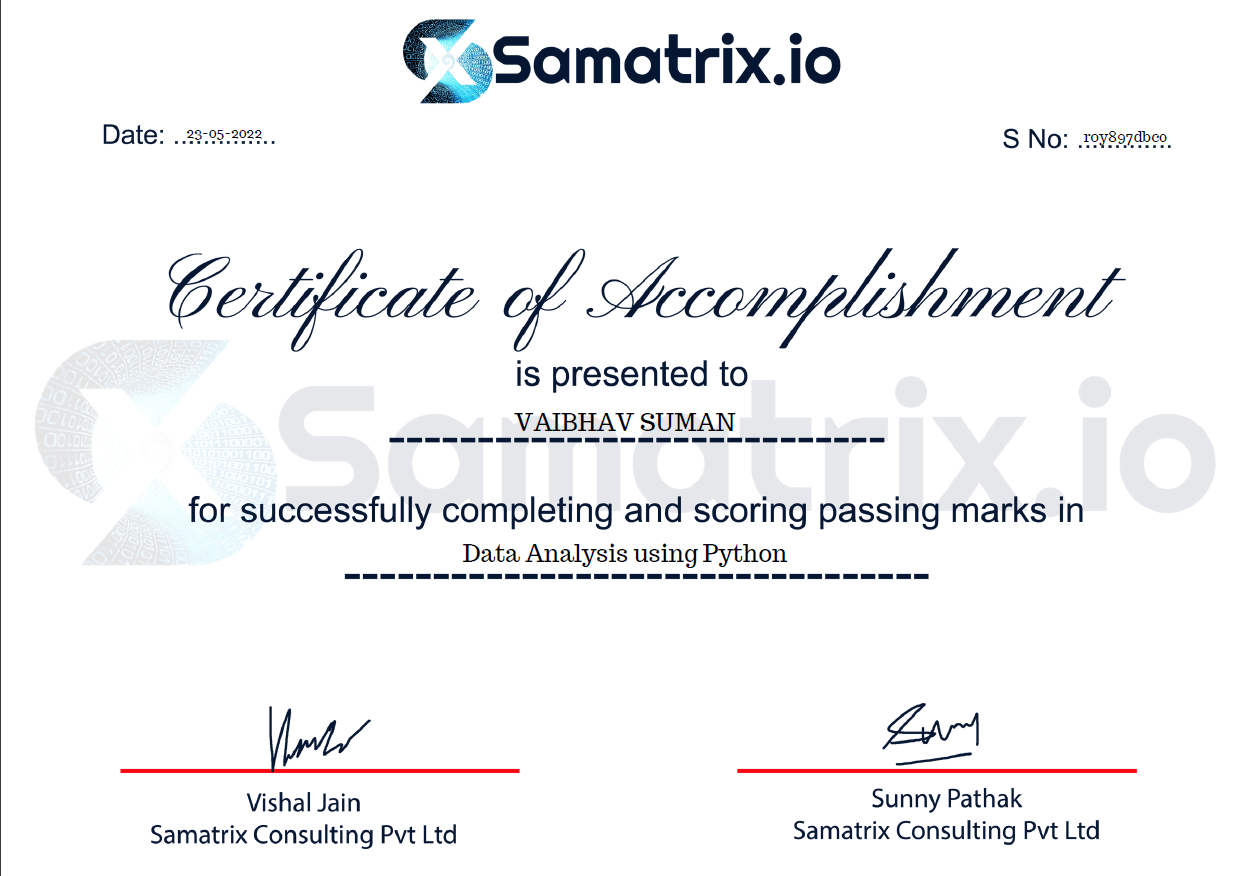 Samatrix.io
Date: ..23-05-2022..
S No: .roy897dbco.
Certificate of Accomplishment
is presented to
VAIBHAV SUMAN
Samatrix.io
for successfully completing and scoring passing marks in
Data Analysis using Python
Vishal Jain
Samatrix Consulting Pvt Ltd
Sunny Pathak
Samatrix Consulting Pvt Ltd